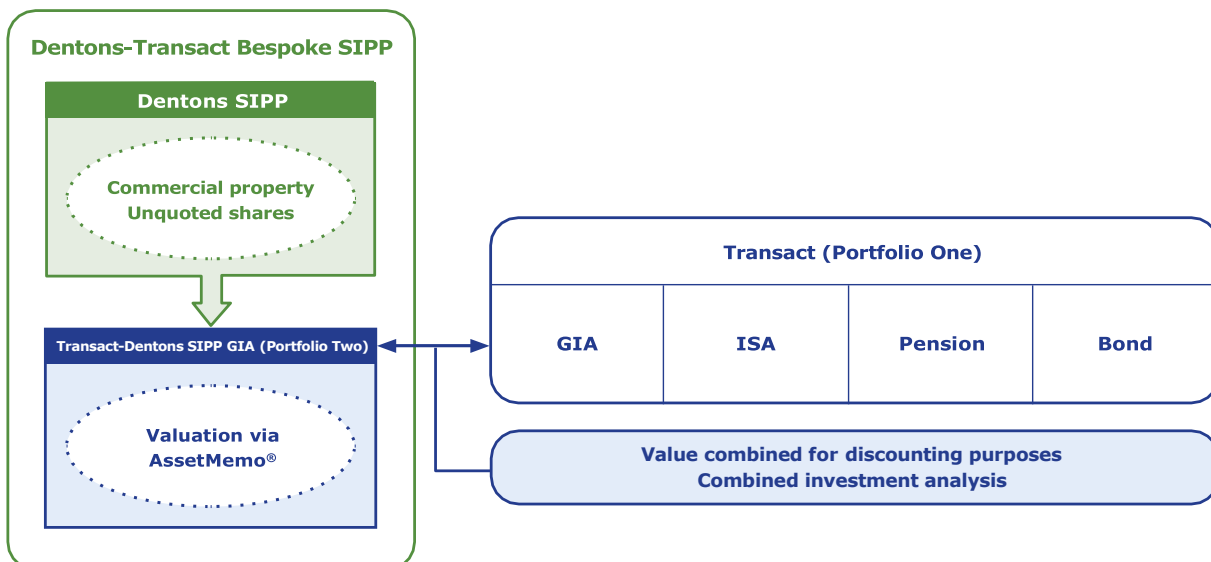 Dentons-Transact Bespoke SIPP
Dentons SIPP
Commercial property
Unquoted shares
Transact-Dentons SIPP GIA (Portfolio Two)
Valuation via
AssetMemo®
Transact (Portfolio One)
GIA
ISA
Pension
Bond
Value combined for discounting purposes
Combined investment analysis